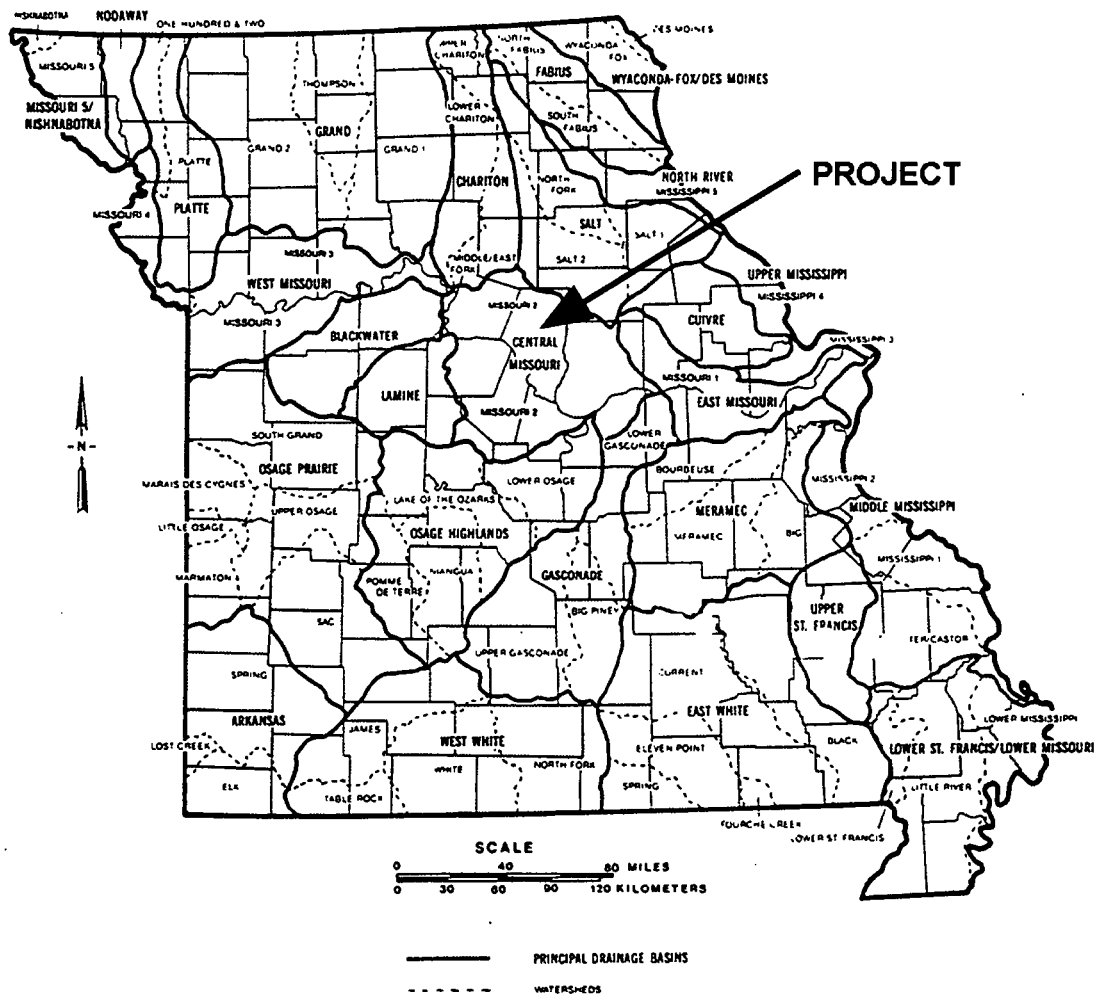 NISHNABOTNA
NODAWAY
ONE HUNDRED & TWO
DES MOINES
UPPER
CHARITON
NORTH
FABIUS
WYACONDA
FOX
MISSOURI 5
FABIUS
WYACONDA-FOX/DES MOINES
THOMPSON
MISSOURI 5/
NISHNABOTNA
LOWER
CHARITON
SOUTH
FABIUS
GRAND
GRAND 2
GRAND 1
PLATTE
CHARITON
NORTH
FORK
NORTH RIVER
MISSISSIPPI 5
PROJECT
MISSOURI 4
PLATTE
SALT
SALT 1
MISSOURI 3
MIDDLE/EAST
FORK
SALT 2
WEST MISSOURI
UPPER MISSISSIPPI
MISSISSIPPI 4
MISSOURI 2
MISSOURI 3
BLACKWATER
CUIVRE
CENTRAL
MISSOURI
MISSISSIPPI 3
MISSOURI 1
LAMINE
EAST MISSOURI
MISSOURI 2
SOUTH GRAND
LOWER
GASCONADE
OSAGE PRAIRIE
BOURBEUSE
MARAIS DES CYGNES
LAKE OF THE OZARKS
LOWER OSAGE
MISSISSIPPI 2
UPPER OSAGE
MERAMEC
MIDDLE MISSISSIPPI
LITTLE OSAGE
OSAGE HIGHLANDS
MERAMEC
BIG
MISSISSIPPI 1
MARMATON
POMME
DE TERRE
NIANGUA
GASCONADE
BIG PINEY
UPPER
ST. FRANCIS
SAC
FER/CASTOR
UPPER GASCONADE
SPRING
CURRENT
ARKANSAS
JAMES
EAST WHITE
LOWER MISSISSIPPI
LOST CREEK
WEST WHITE
ELEVEN POINT
BLACK
LOWER ST. FRANCIS/LOWER MISSOURI
ELK
WHITE
NORTH FORK
SPRING
LITTLE RIVER
TABLE ROCK
FOURCHE CREEK
LOWER ST. FRANCIS
-N-
SCALE
0 40 80 MILES
0 30 60 90 120 KILOMETERS
PRINCIPAL DRAINAGE BASINS
WATERSHEDS